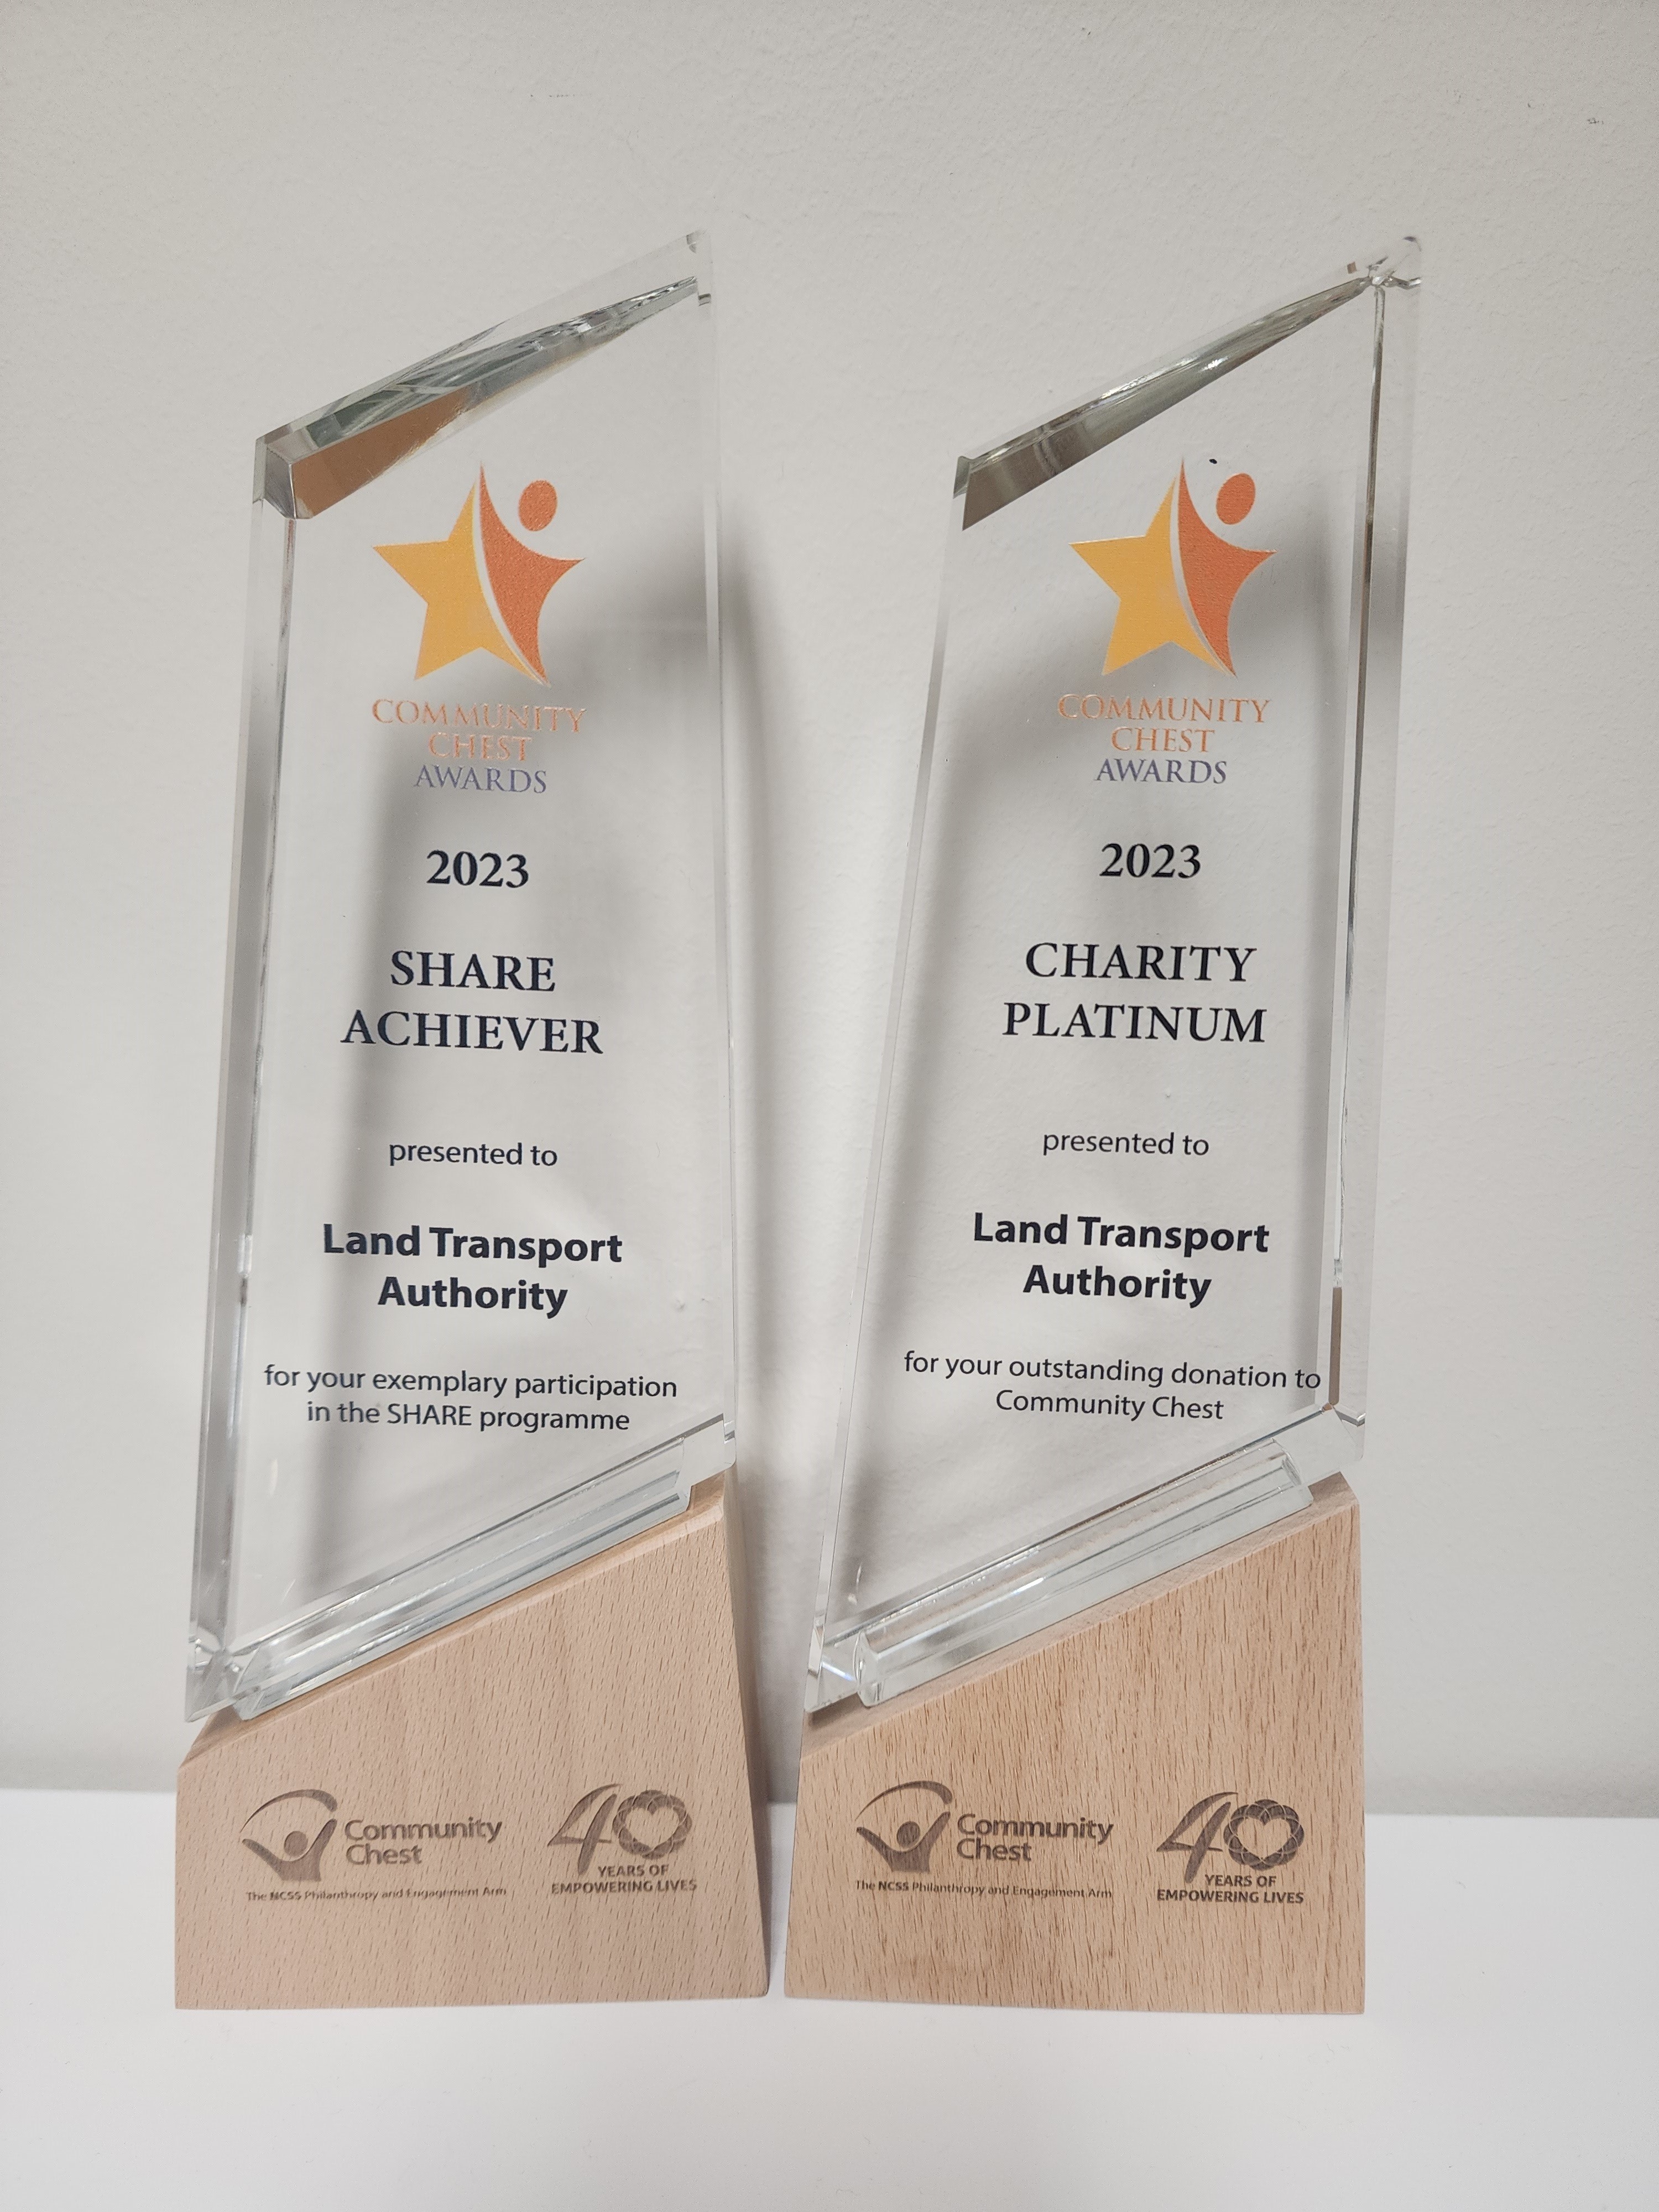 COMMUNITY
CHEST
AWARDS
2023
SHARE
ACHIEVER
presented to
Land Transport
Authority
for your exemplary participation
in the SHARE programme
Community
Chest
The NCSS Philanthropy and Engagement Arm
40
YEARS OF
EMPOWERING LIVES
COMMUNITY
CHEST
AWARDS
2023
CHARITY
PLATINUM
presented to
Land Transport
Authority
for your outstanding donation to
Community Chest
Community
Chest
The NCSS Philanthropy and Engagement Arm
40
YEARS OF
EMPOWERING LIVES